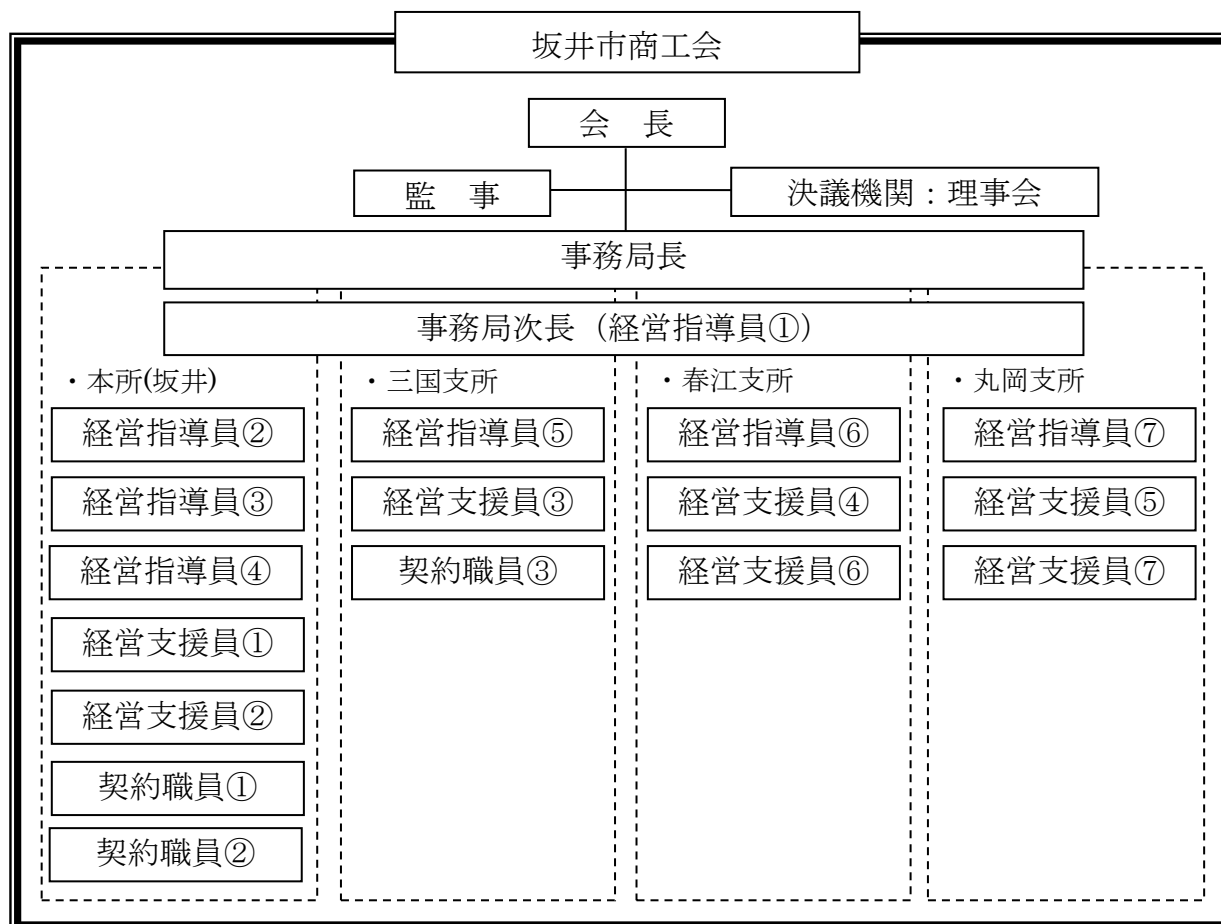 坂井市商工会
会　長
監　事
決議機関：理事会
事務局長
事務局次長（経営指導員①）
・本所(坂井)
経営指導員②
経営指導員③
経営指導員④
経営支援員①
経営支援員②
契約職員①
契約職員②
・三国支所
経営指導員⑤
経営支援員③
契約職員③
・春江支所
経営指導員⑥
経営支援員④
経営支援員⑥
・丸岡支所
経営指導員⑦
経営支援員⑤
経営支援員⑦